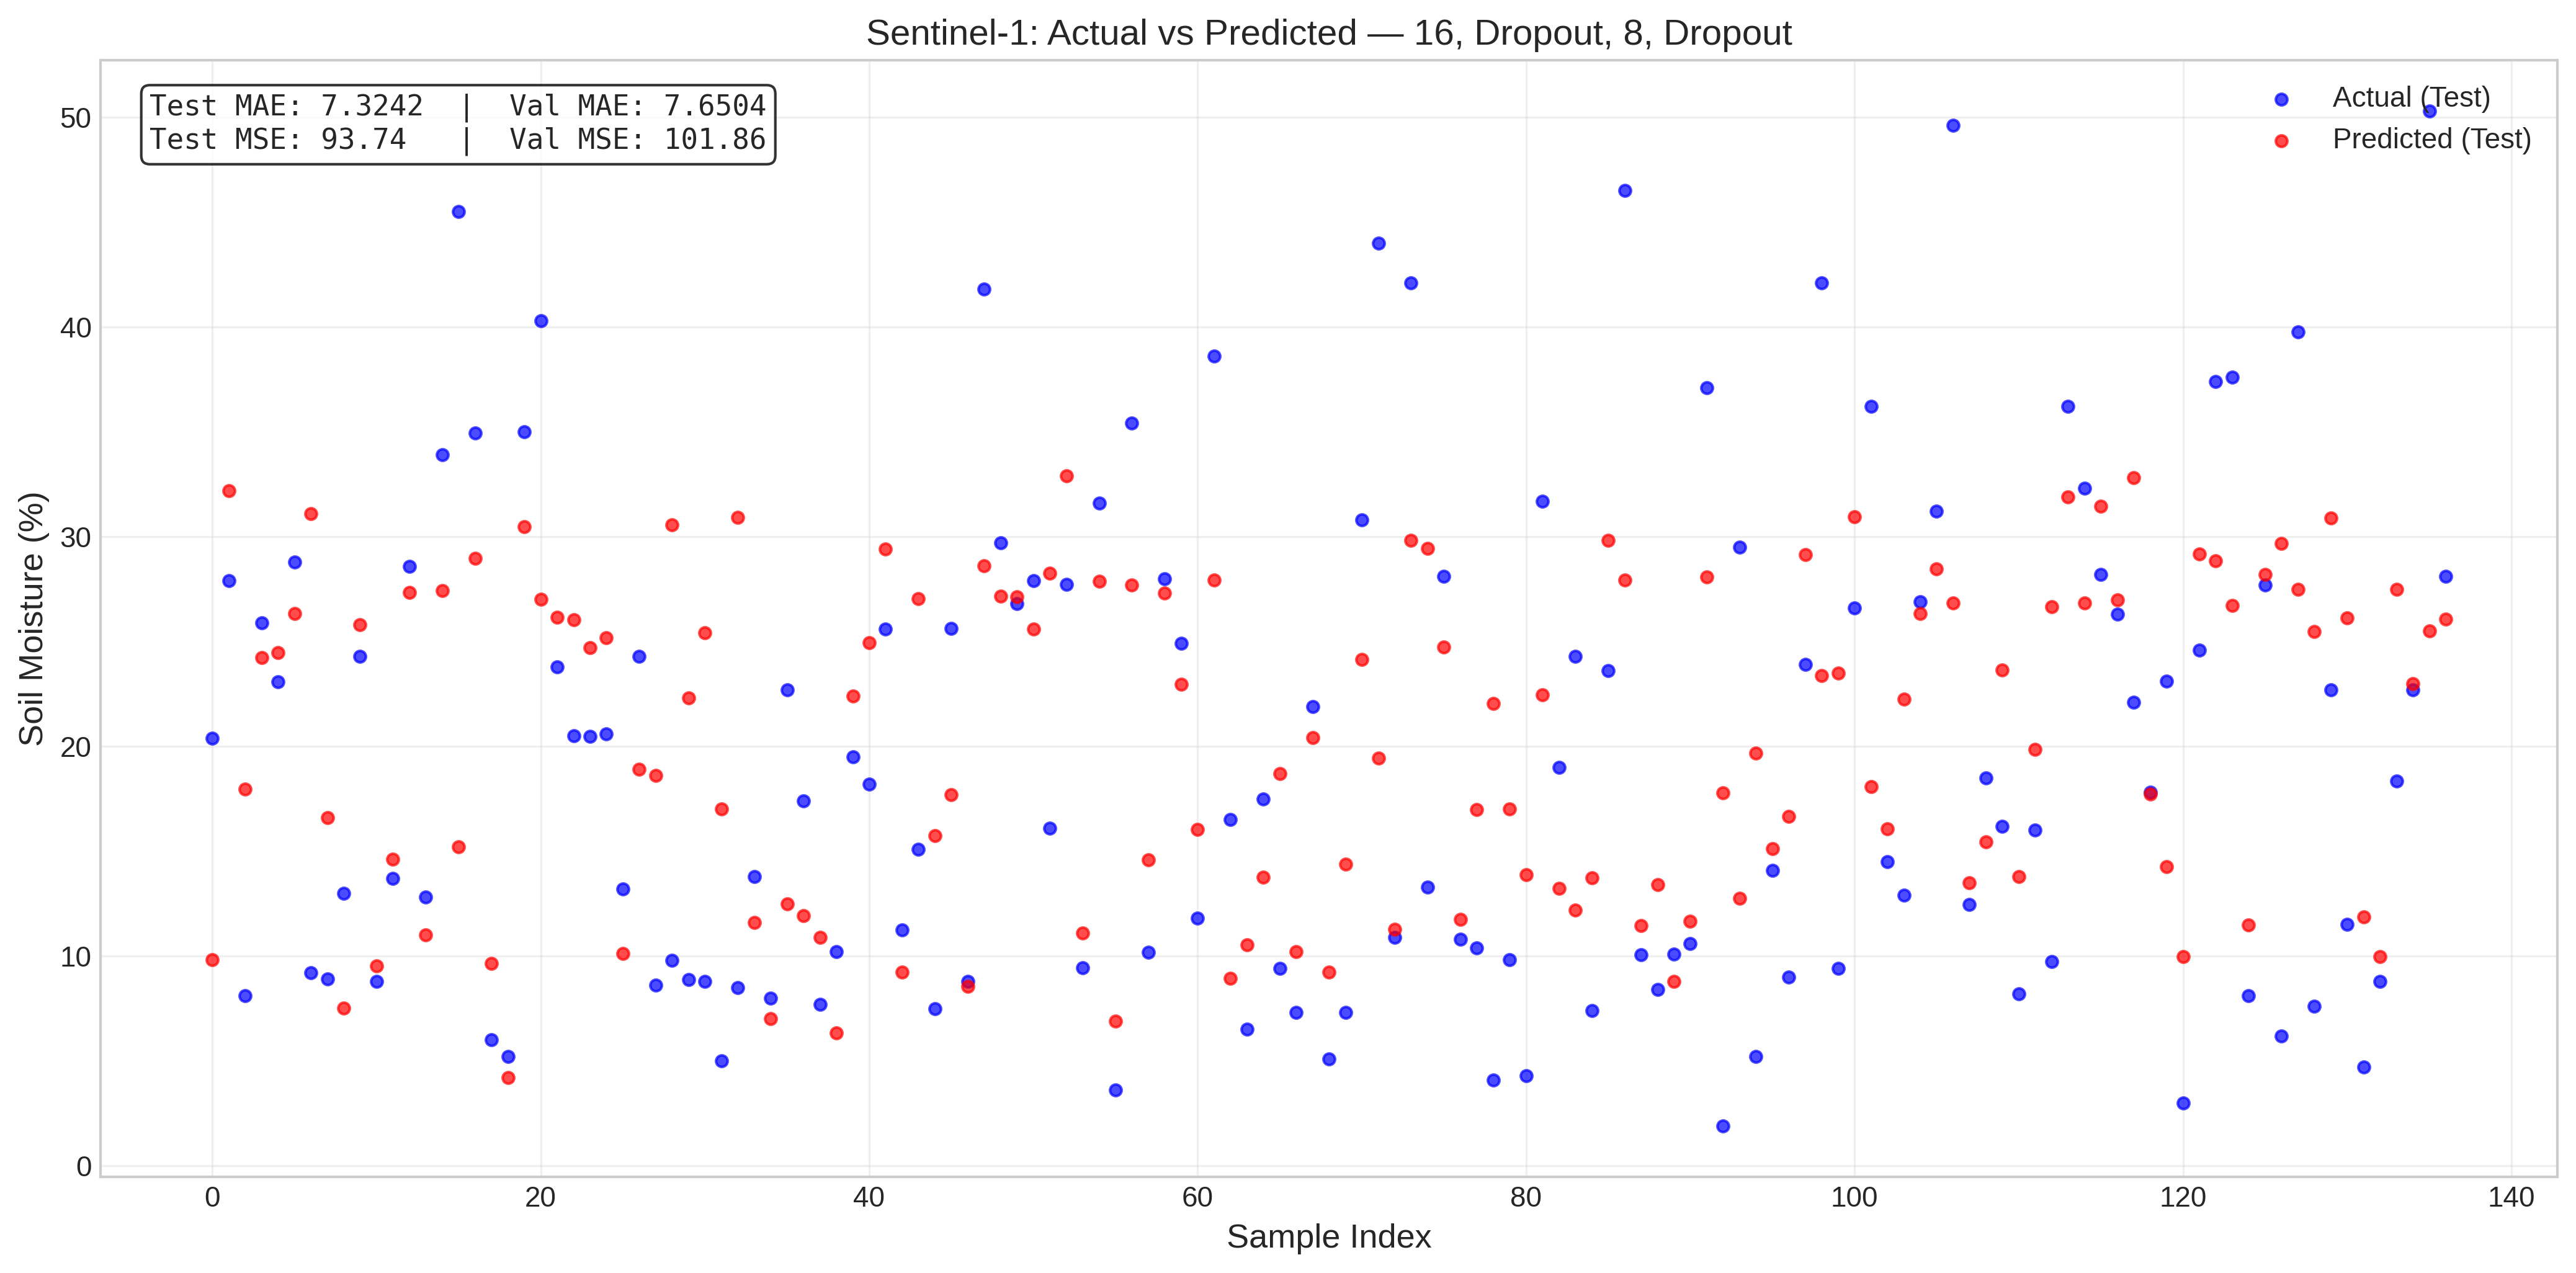 Sentinel-1: Actual vs Predicted — 16, Dropout, 8, Dropout
Test MAE: 7.3242 | Val MAE: 7.6504
Test MSE: 93.74 | Val MSE: 101.86
Actual (Test)
Predicted (Test)
Soil Moisture (%)
50
40
30
20
10
0
0 20 40 60 80 100 120 140
Sample Index